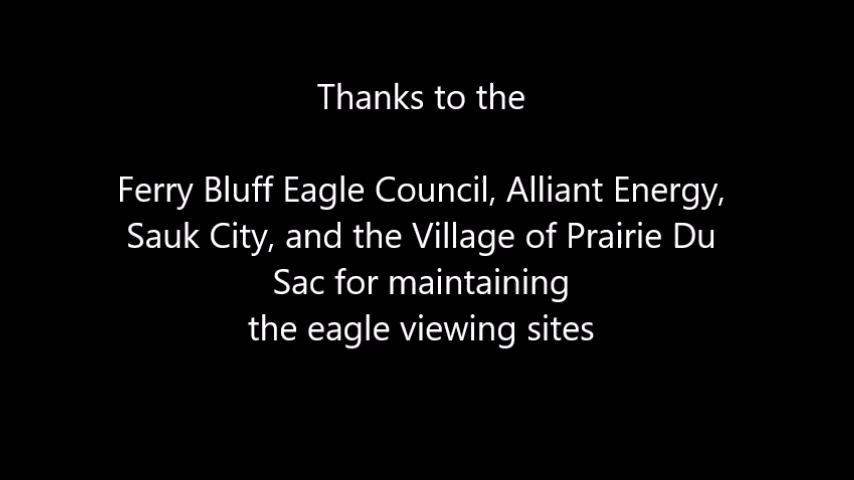 Thanks to the
Ferry Bluff Eagle Council, Alliant Energy,
Sauk City, and the Village of Prairie Du
Sac for maintaining
the eagle viewing sites